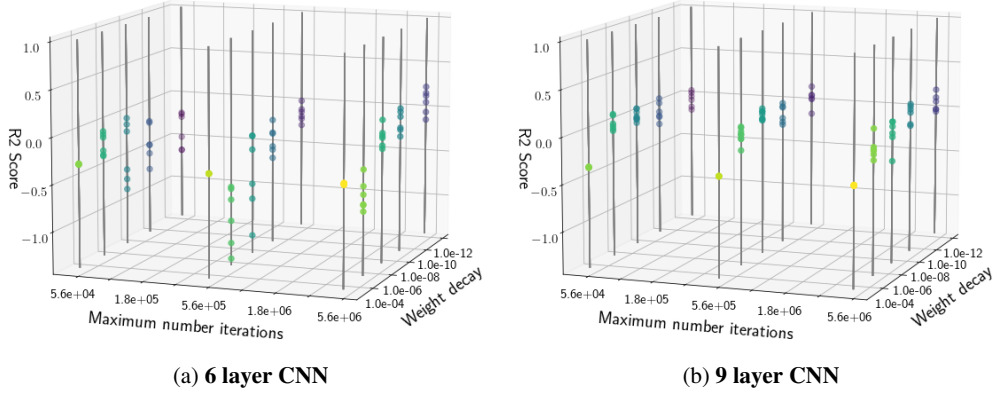 1.0
0.5
0.0
−0.5
−1.0
R2 Score
5.6e+04
1.8e+05
5.6e+05
1.8e+06
5.6e+06
Maximum number iterations
1.0e-12
1.0e-10
1.0e-08
1.0e-06
1.0e-04
Weight decay
(a) 6 layer CNN
1.0
0.5
0.0
−0.5
−1.0
R2 Score
5.6e+04
1.8e+05
5.6e+05
1.8e+06
5.6e+06
Maximum number iterations
1.0e-12
1.0e-10
1.0e-08
1.0e-06
1.0e-04
Weight decay
(b) 9 layer CNN